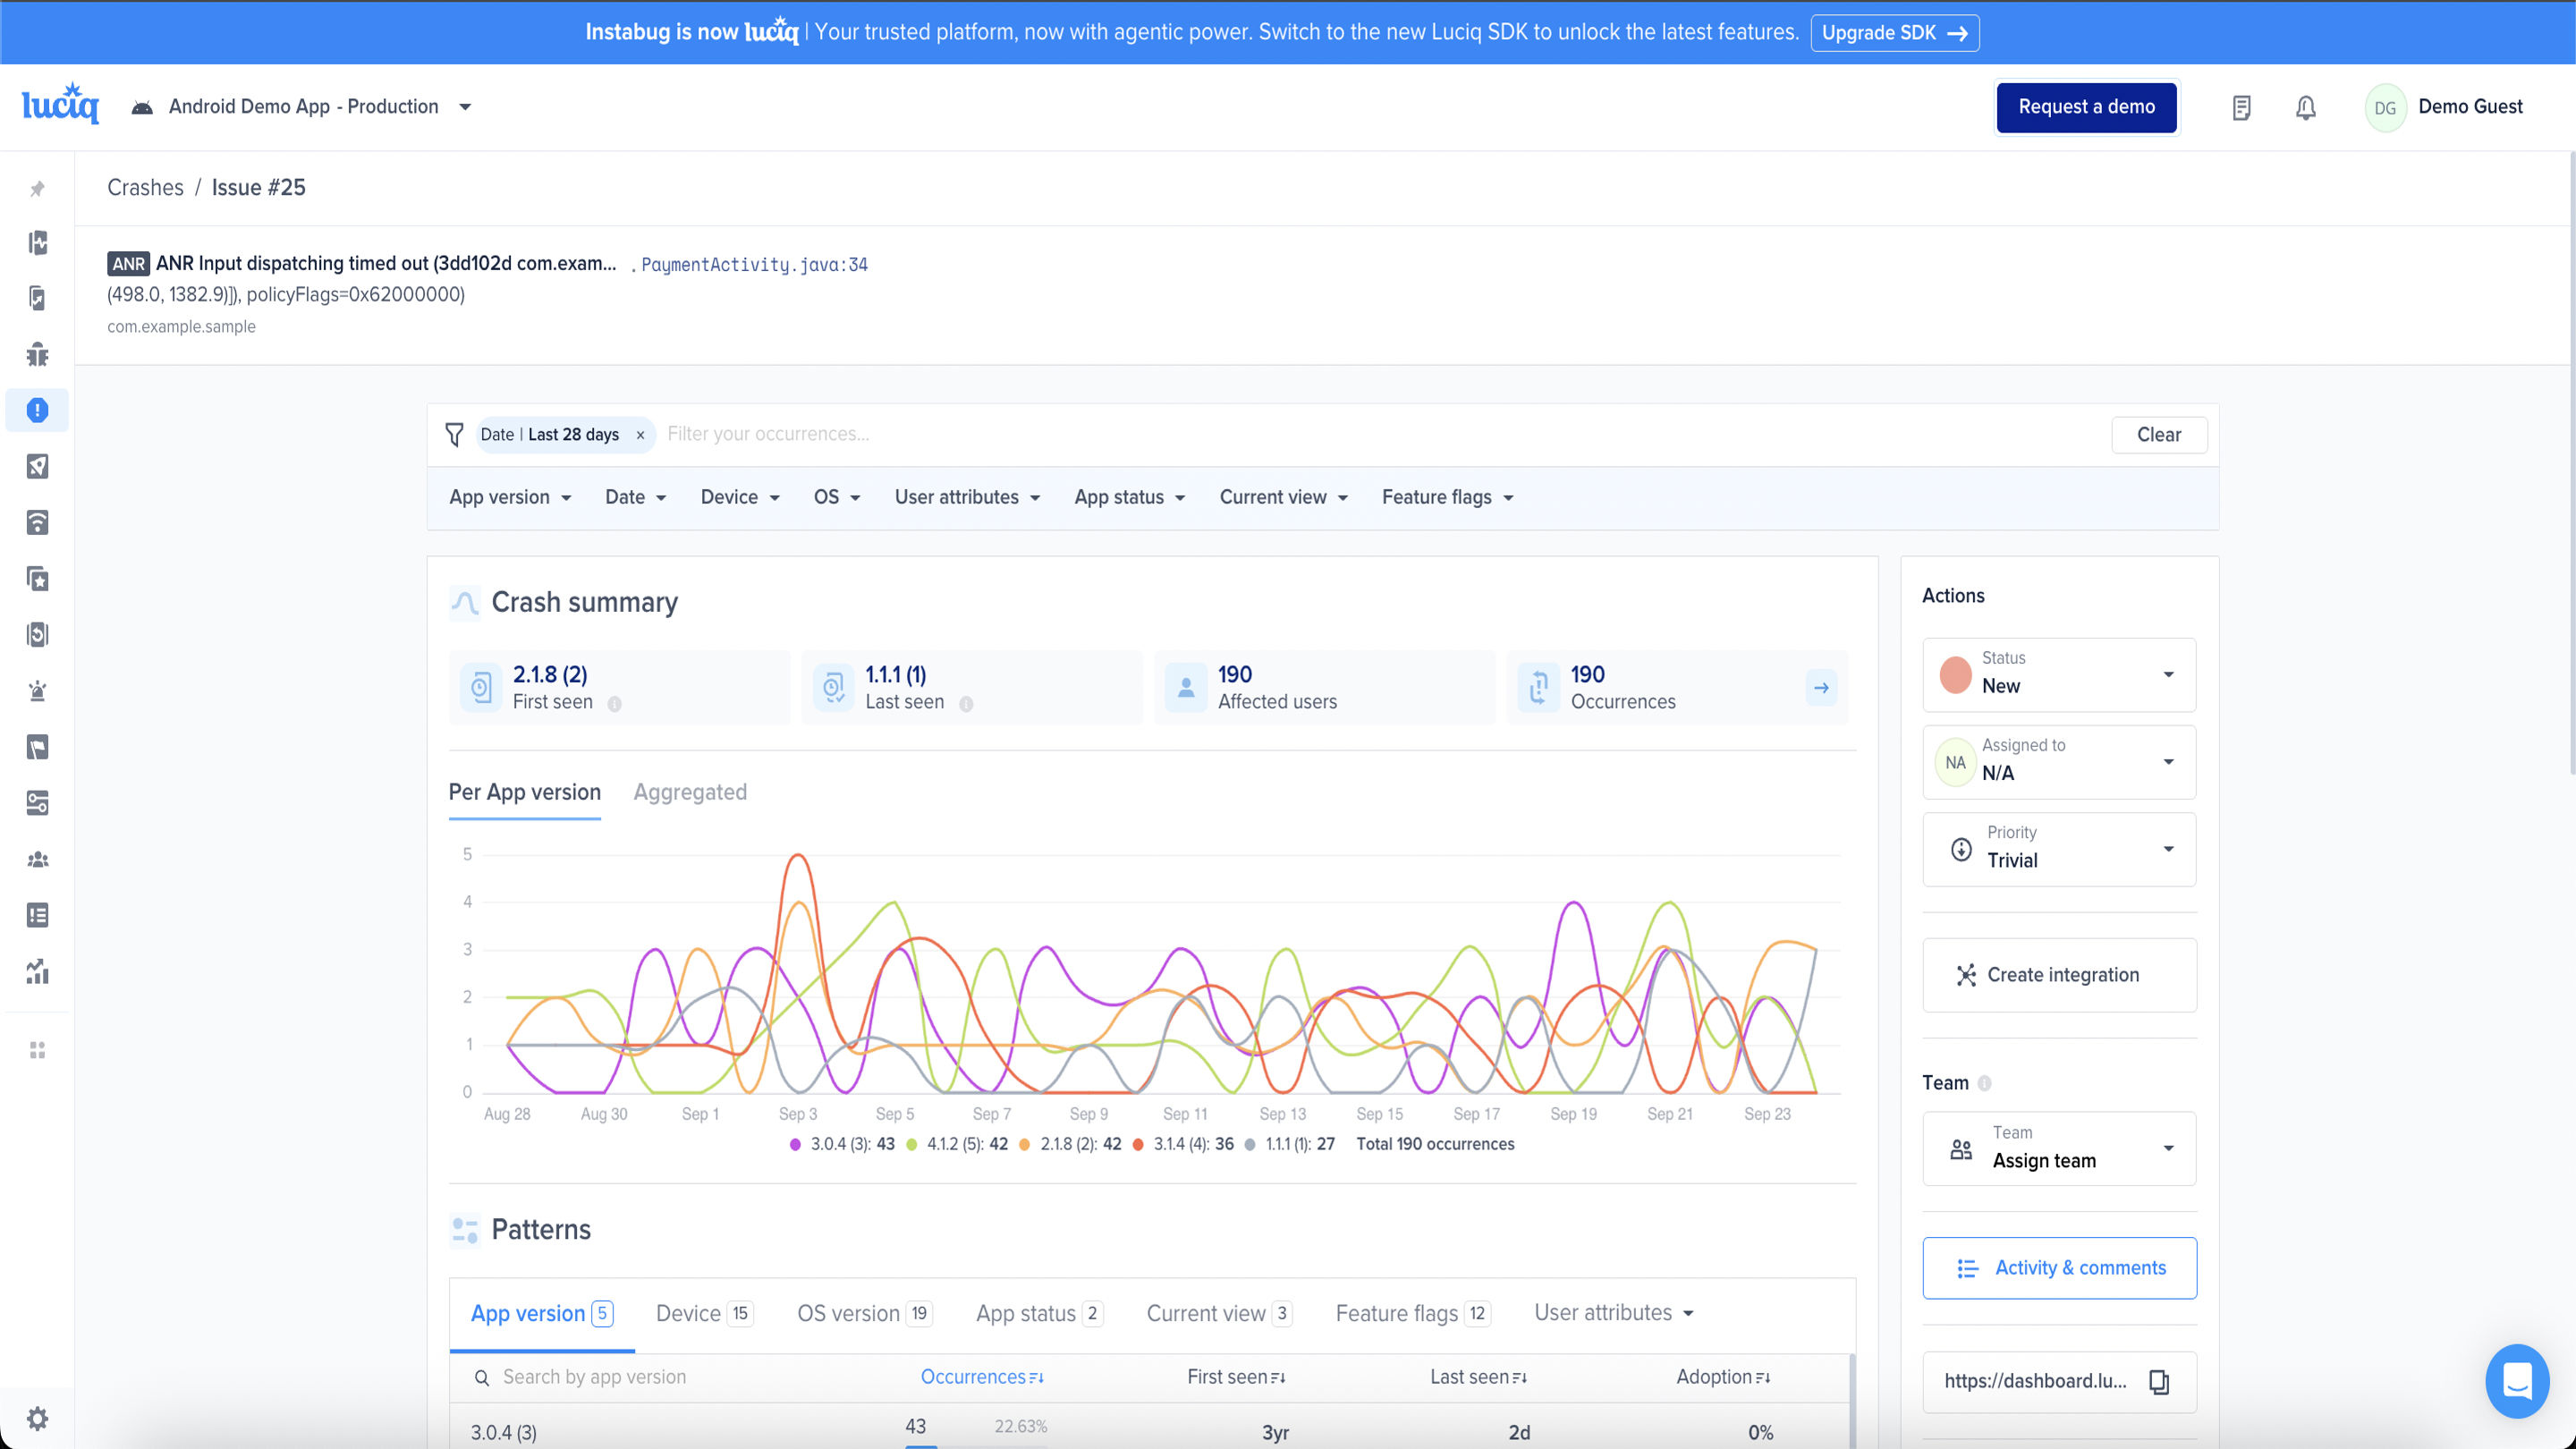 Instabug is now luciq | Your trusted platform, now with agentic power. Switch to the new Luciq SDK to unlock the latest features. Upgrade SDK →
luciq Android Demo App - Production Request a demo DG Demo Guest
Crashes / Issue #25
ANR ANR Input dispatching timed out (3dd102d com.exam... . PaymentActivity.java:34
(498.0, 1382.9)]), policyFlags=0x62000000)
com.example.sample
Date | Last 28 days × Filter your occurrences... Clear
App version Date Device OS User attributes App status Current view Feature flags
Crash summary
2.1.8 (2)
First seen
1.1.1 (1)
Last seen
190
Affected users
190
Occurrences
Per App version Aggregated
5
4
3
2
1
0
Aug 28 Aug 30 Sep 1 Sep 3 Sep 5 Sep 7 Sep 9 Sep 11 Sep 13 Sep 15 Sep 17 Sep 19 Sep 21 Sep 23
3.0.4 (3): 43 4.1.2 (5): 42 2.1.8 (2): 42 3.1.4 (4): 36 1.1.1 (1): 27 Total 190 occurrences
Patterns
App version 5 Device 15 OS version 19 App status 2 Current view 3 Feature flags 12 User attributes
Search by app version Occurrences First seen Last seen Adoption
3.0.4 (3) 43 22.63% 3yr 2d 0%
Actions
Status
New
NA
Assigned to
N/A
Priority
Trivial
Create integration
Team
Team
Assign team
Activity & comments
https://dashboard.lu...